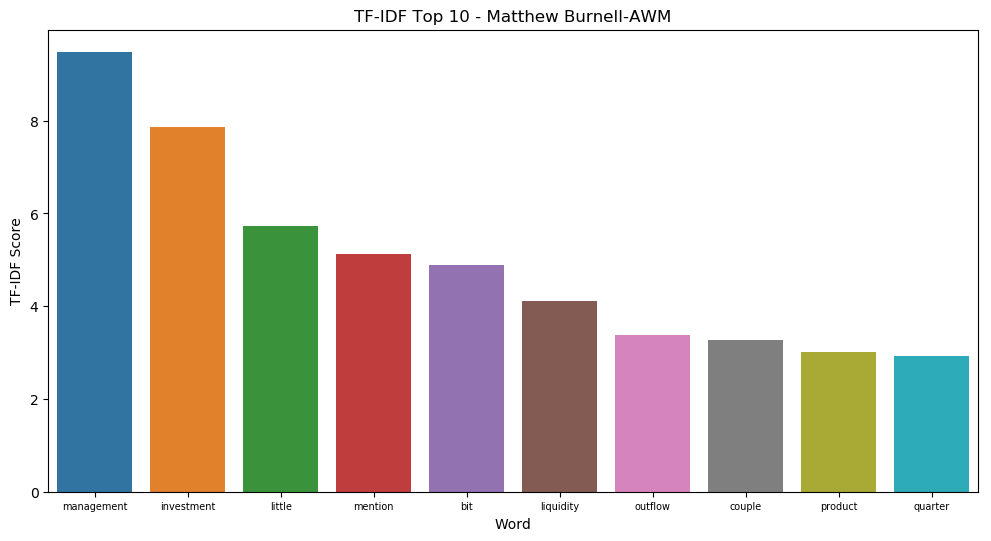 TF-IDF Top 10 - Matthew Burnell-AWM
TF-IDF Score
8
6
4
2
0
management investment little mention bit liquidity outflow couple product quarter
Word